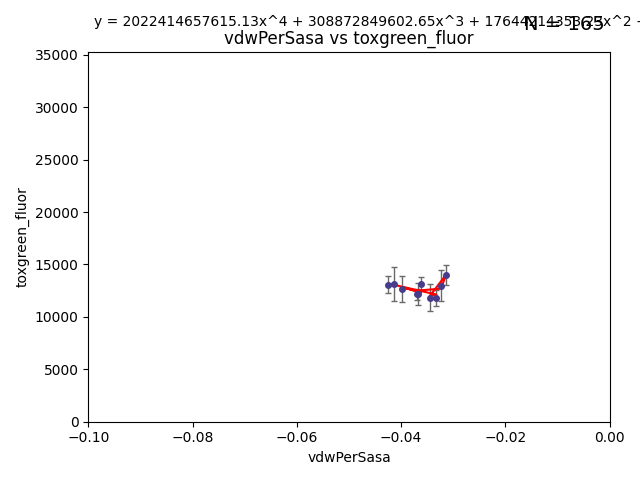 y = 2022414657615.13x^4 + 308872849602.65x^3 +
N = 165
vdwPerSasa vs toxgreen_fluor
35000
30000
25000
20000
15000
10000
5000
0
toxgreen_fluor
−0.10
−0.08
−0.06
−0.04
−0.02
0.00
vdwPerSasa